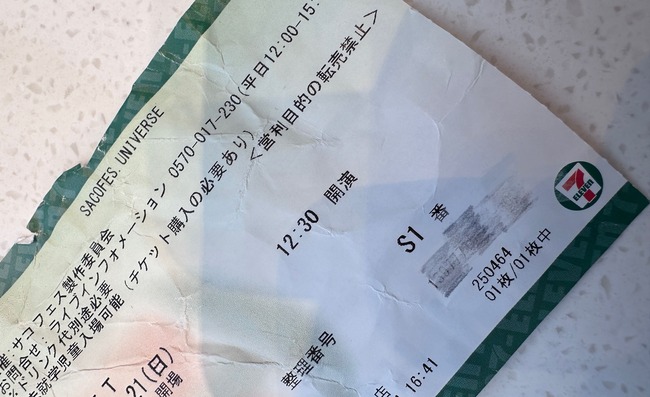 SACOFES.UNIVERSE
催 サコフェス製作委員会
お問合せ:ライブインフォメーション 0570-017-230(平日12:00-15:
※ドリンク代別途必要
未就学児童入場可能(チケット購入の必要あり)
<営利目的の転売禁止>
T
21(日)
開場
12:30 開演
整理番号
S1 番
250464
01枚/01枚中
店
16:41
7
ELEVEN